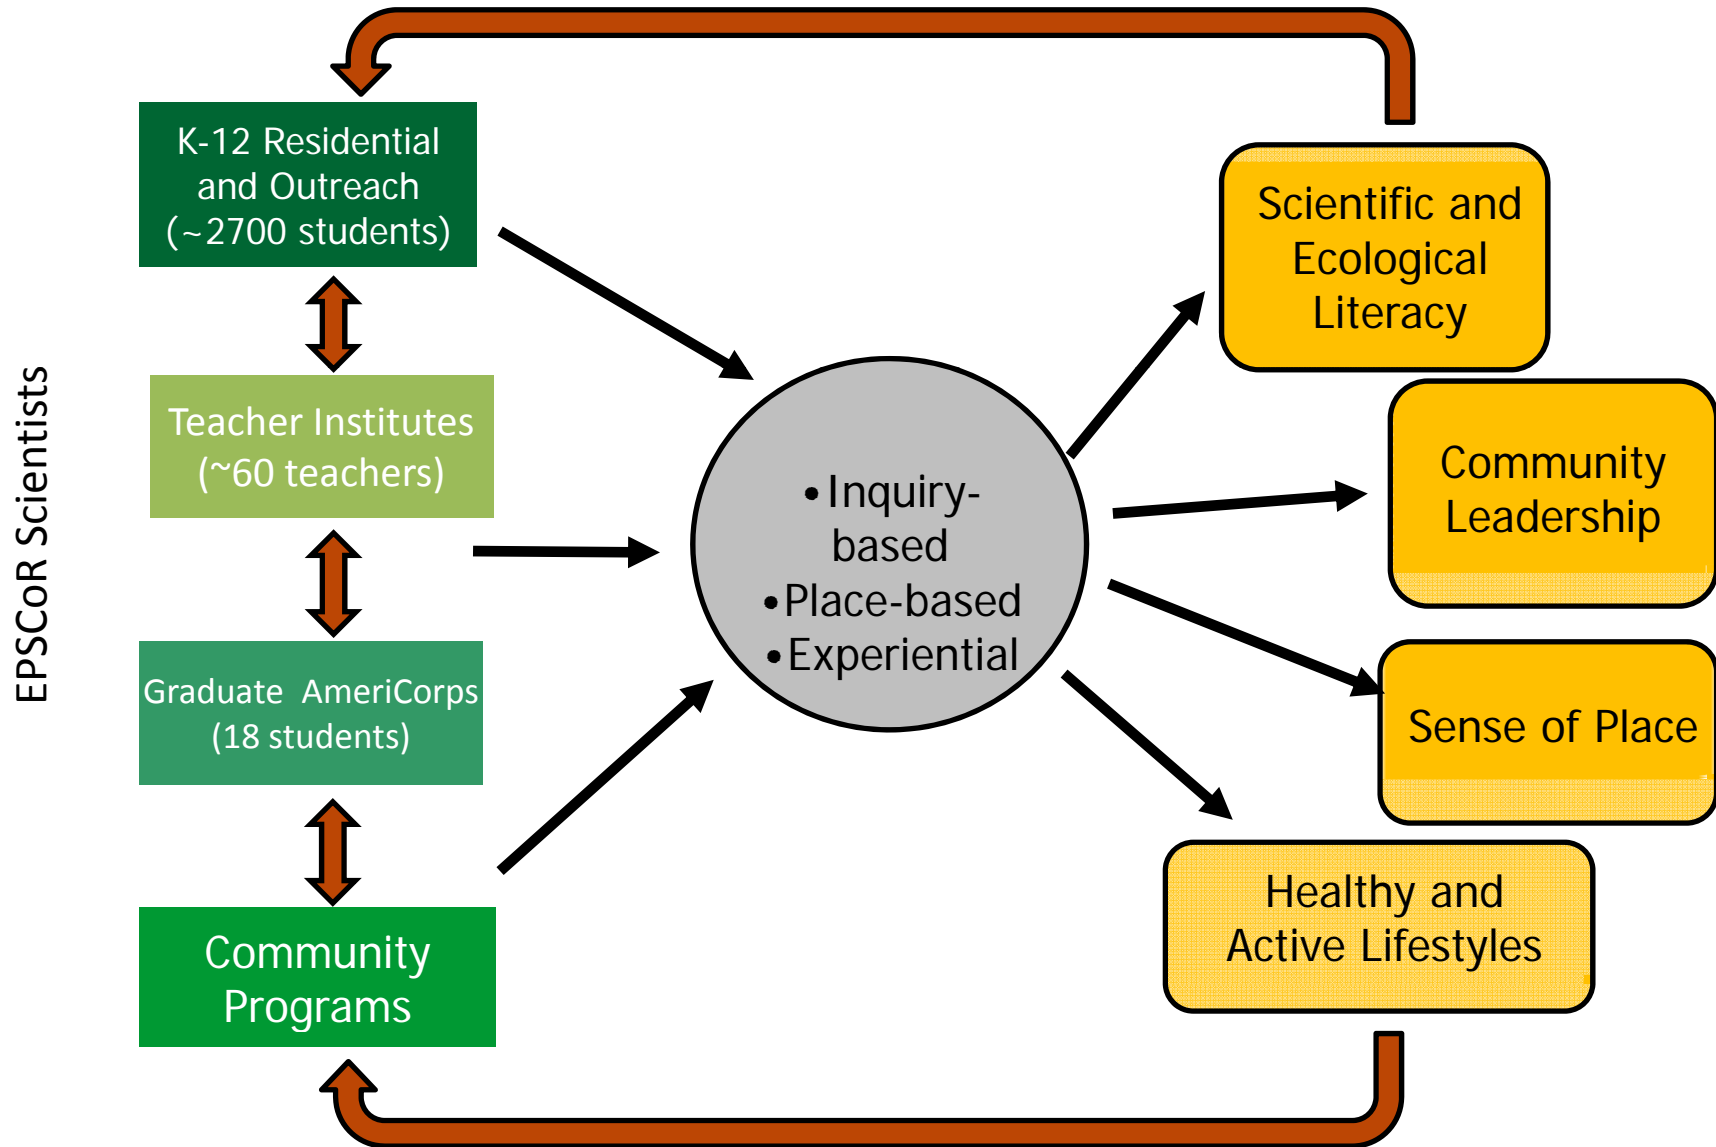 EPSCoR Scientists
K-12 Residential
and Outreach
(~2700 students)
Teacher Institutes
(~60 teachers)
Graduate AmeriCorps
(18 students)
Community
Programs
•Inquiry-
based
•Place-based
•Experiential
Scientific and
Ecological
Literacy
Community
Leadership
Sense of Place
Healthy and
Active Lifestyles